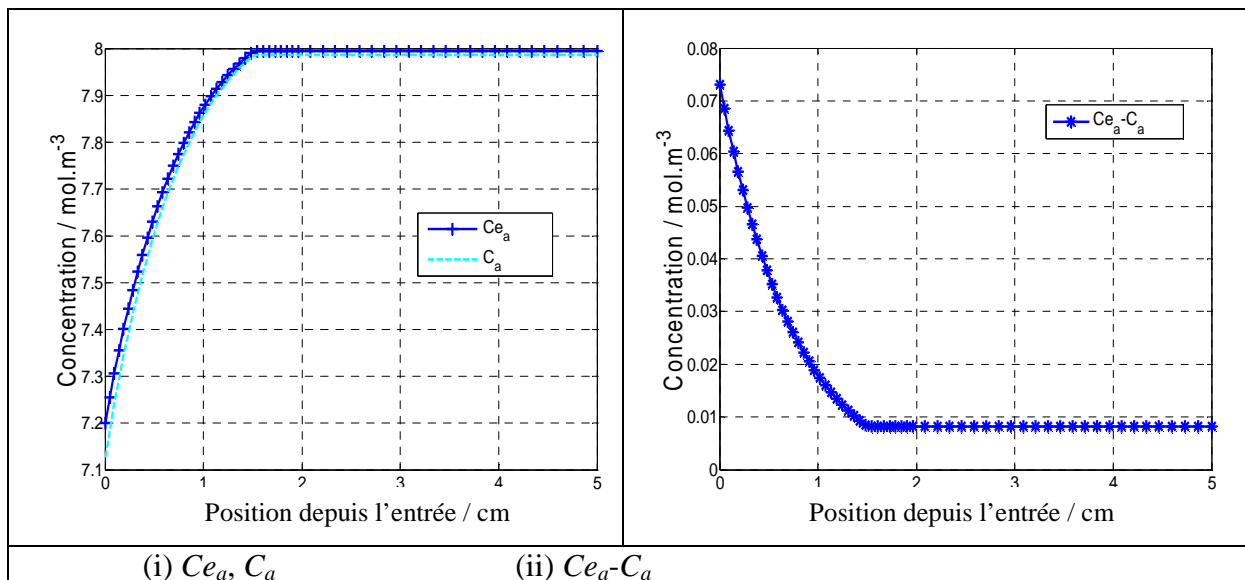 8
7.9
7.8
7.7
7.6
7.5
7.4
7.3
7.2
7.1
0 1 2 3 4 5
Concentration / mol.m-3
Position depuis l'entrée / cm
Cea
Ca
0.08
0.07
0.06
0.05
0.04
0.03
0.02
0.01
0
0 1 2 3 4 5
Concentration / mol.m-3
Position depuis l'entrée / cm
Cea-Ca
(i) Cea, Ca (ii) Cea-Ca